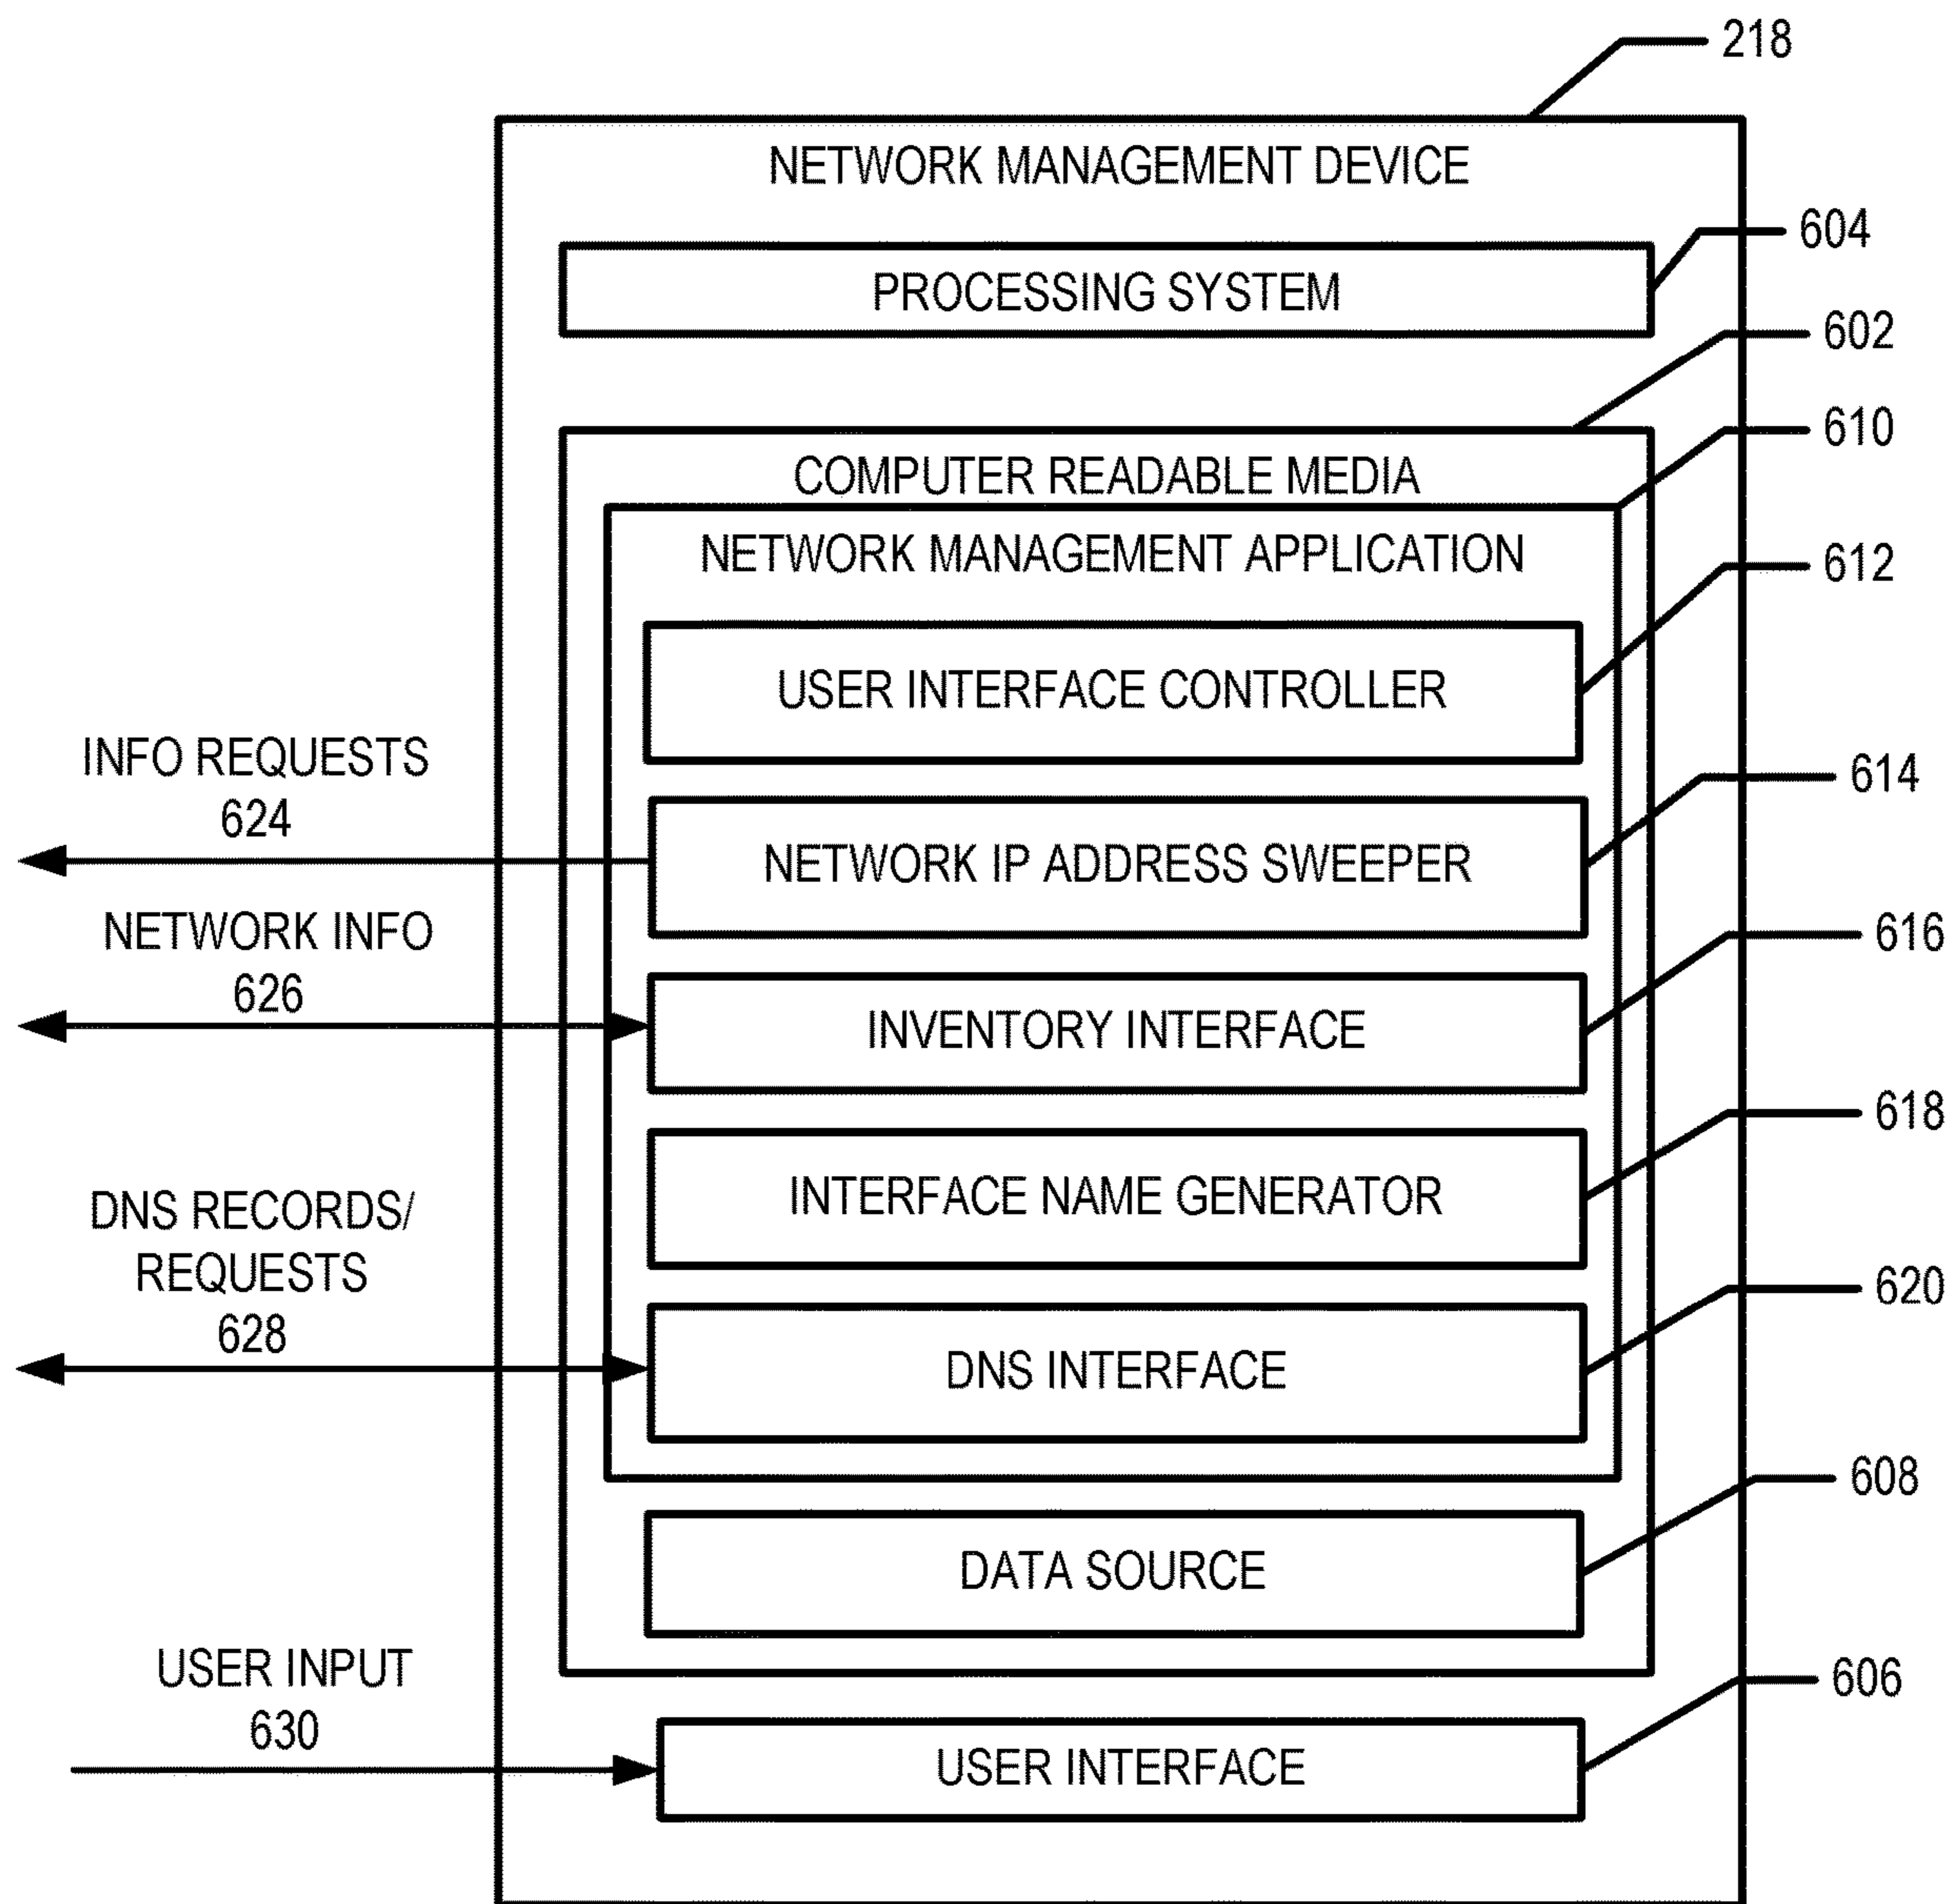 218
NETWORK MANAGEMENT DEVICE
604
PROCESSING SYSTEM
602
610
COMPUTER READABLE MEDIA
NETWORK MANAGEMENT APPLICATION
612
USER INTERFACE CONTROLLER
INFO REQUESTS
624
614
NETWORK IP ADDRESS SWEEPER
NETWORK INFO
626
616
INVENTORY INTERFACE
618
INTERFACE NAME GENERATOR
DNS RECORDS/
REQUESTS
628
620
DNS INTERFACE
608
DATA SOURCE
USER INPUT
630
606
USER INTERFACE